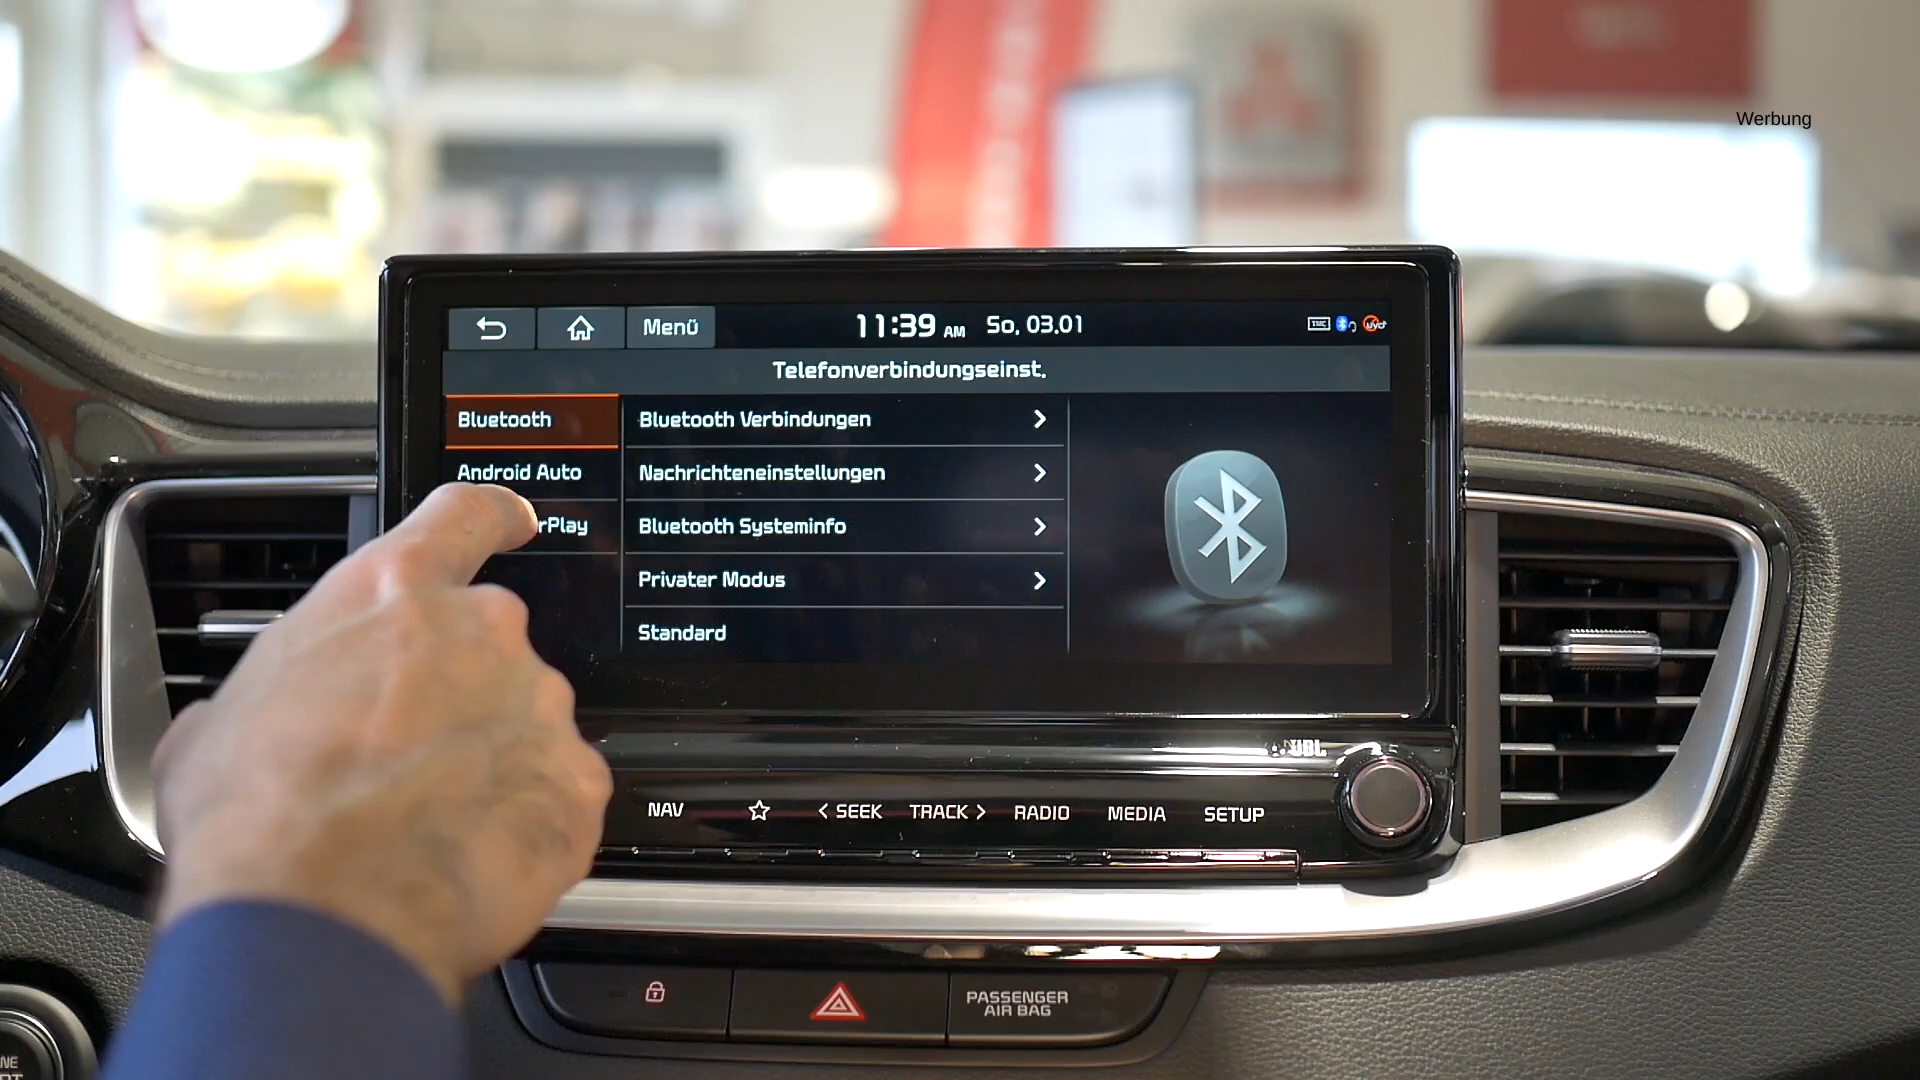 Werbung
Menü
11:39 AM So, 03.01
Telefonverbindungseinst.
Bluetooth
Android Auto
rPlay
Bluetooth Verbindungen
Nachrichteneinstellungen
Bluetooth Systeminfo
Privater Modus
Standard
JBL
NAV
< SEEK
TRACK >
RADIO
MEDIA
SETUP
PASSENGER
AIR BAG